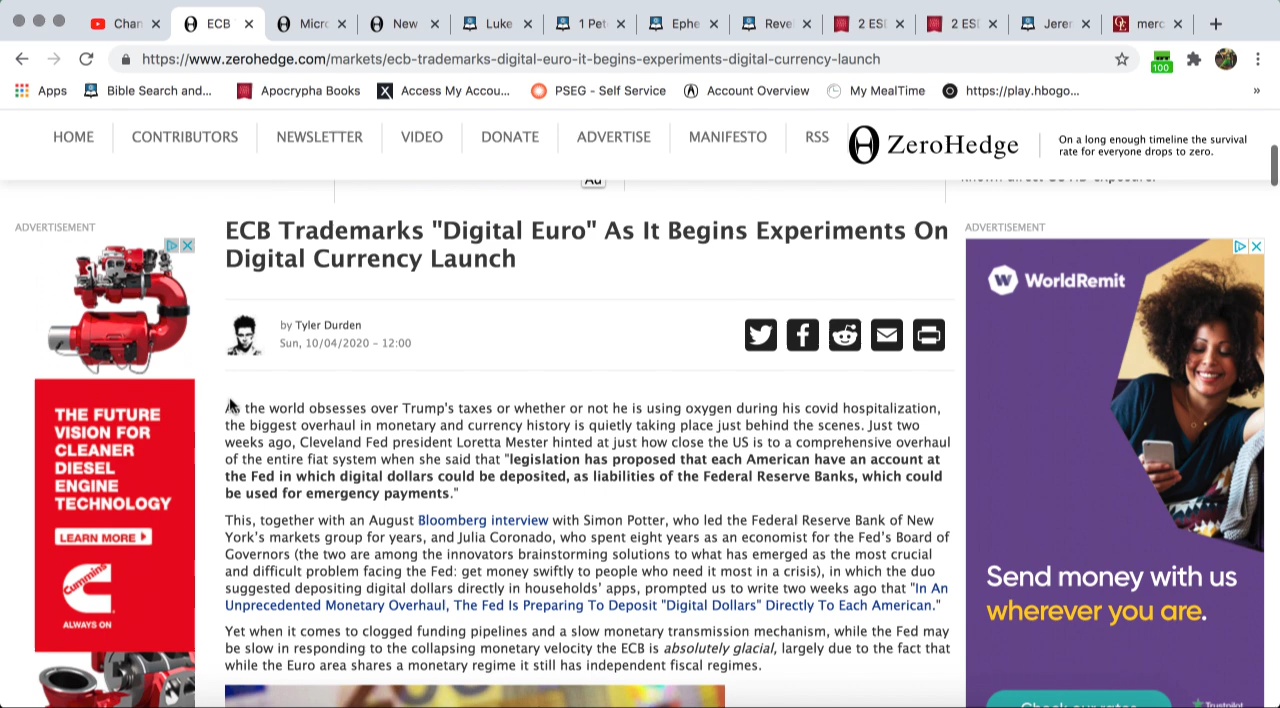 Chan
ECB
Micro
New
Luke
1 Pet
Ephe
Reve
2 ESD
2 ESD
Jerem
merc
https://www.zerohedge.com/markets/ecb-trademarks-digital-euro-it-begins-experiments-digital-currency-launch
100
Apps
Bible Search and...
Apocrypha Books
Access My Accou...
PSEG - Self Service
Account Overview
My MealTime
https://play.hbogo...
»
HOME
CONTRIBUTORS
NEWSLETTER
VIDEO
DONATE
ADVERTISE
MANIFESTO
RSS
ZeroHedge
On a long enough timeline the survival
rate for everyone drops to zero.
Ad
ADVERTISEMENT
THE FUTURE
VISION FOR
CLEANER
DIESEL
ENGINE
TECHNOLOGY
LEARN MORE
Cummins
ALWAYS ON
ECB Trademarks "Digital Euro" As It Begins Experiments On
Digital Currency Launch
by Tyler Durden
Sun, 10/04/2020 - 12:00
As the world obsesses over Trump's taxes or whether or not he is using oxygen during his covid hospitalization,
the biggest overhaul in monetary and currency history is quietly taking place just behind the scenes. Just two
weeks ago, Cleveland Fed president Loretta Mester hinted at just how close the US is to a comprehensive overhaul
of the entire fiat system when she said that "legislation has proposed that each American have an account at
the Fed in which digital dollars could be deposited, as liabilities of the Federal Reserve Banks, which could
be used for emergency payments."
This, together with an August Bloomberg interview with Simon Potter, who led the Federal Reserve Bank of New
York's markets group for years, and Julia Coronado, who spent eight years as an economist for the Fed's Board of
Governors (the two are among the innovators brainstorming solutions to what has emerged as the most crucial
and difficult problem facing the Fed: get money swiftly to people who need it most in a crisis), in which the duo
suggested depositing digital dollars directly in households' apps, prompted us to write two weeks ago that "In An
Unprecedented Monetary Overhaul, The Fed Is Preparing To Deposit "Digital Dollars" Directly To Each American."
Yet when it comes to clogged funding pipelines and a slow monetary transmission mechanism, while the Fed may
be slow in responding to the collapsing monetary velocity the ECB is absolutely glacial, largely due to the fact that
while the Euro area shares a monetary regime it still has independent fiscal regimes.
ADVERTISEMENT
WorldRemit
Send money with us
wherever you are.
Check our rates
Trustpilot